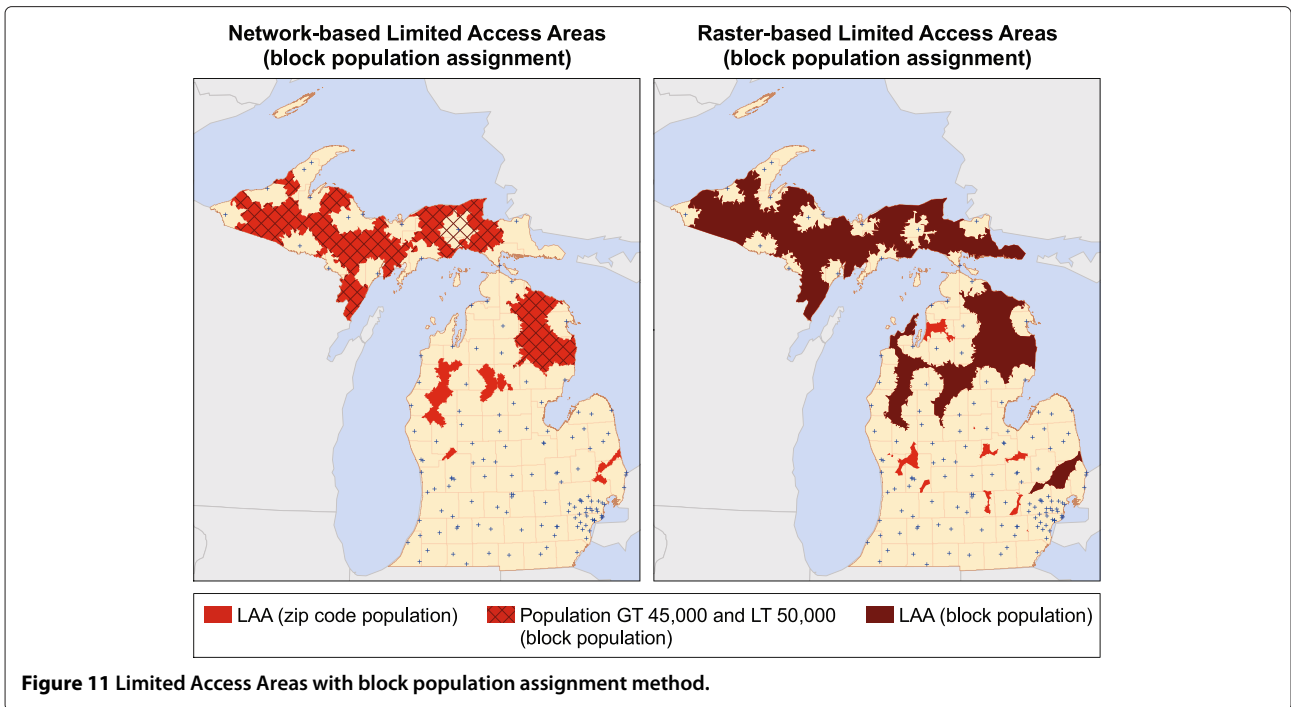 Network-based Limited Access Areas
(block population assignment)
Raster-based Limited Access Areas
(block population assignment)
LAA (zip code population)
Population GT 45,000 and LT 50,000
(block population)
LAA (block population)
Figure 11 Limited Access Areas with block population assignment method.